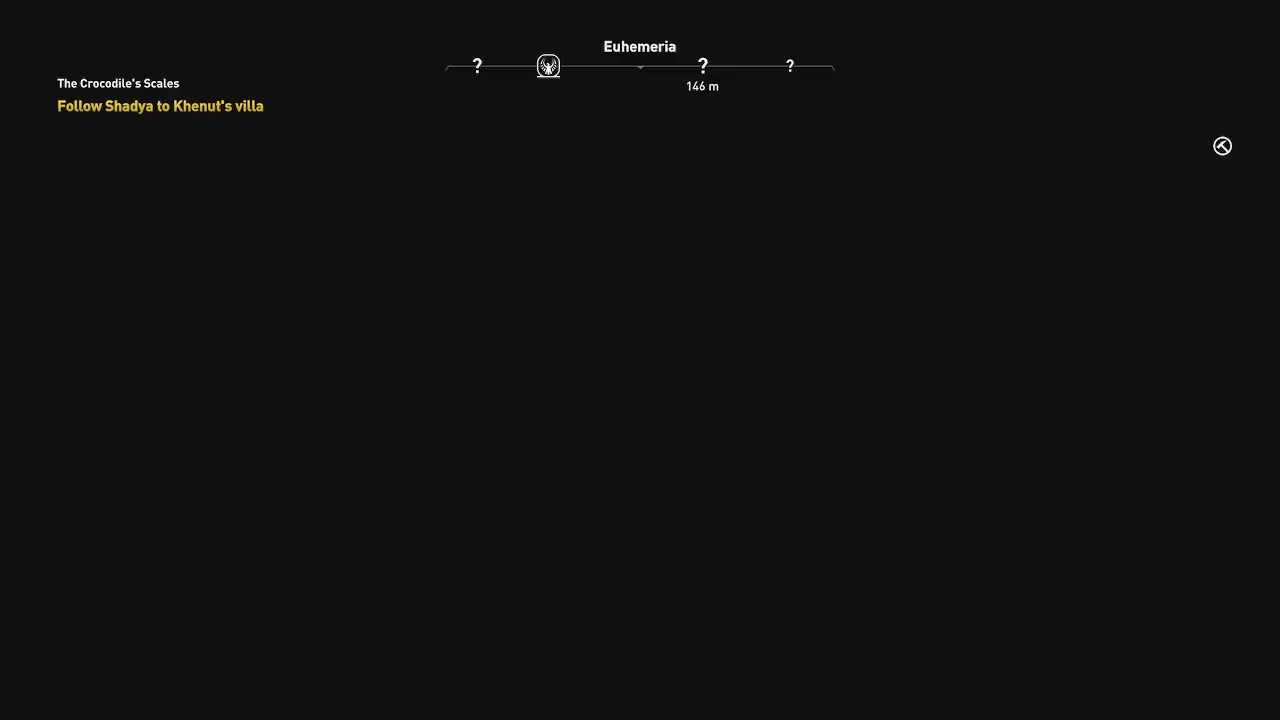 Euhemeria
? ? ?
146 m
The Crocodile's Scales
Follow Shadya to Khenut's villa